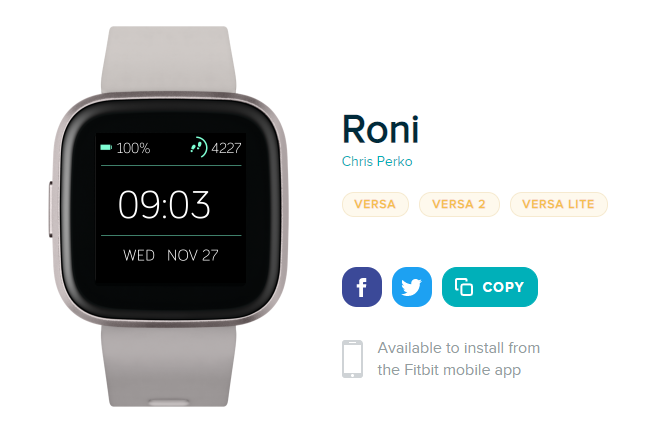 100% 4227
09:03
WED NOV 27
Roni
Chris Perko
VERSA VERSA 2 VERSA LITE
f COPY
Available to install from
the Fitbit mobile app